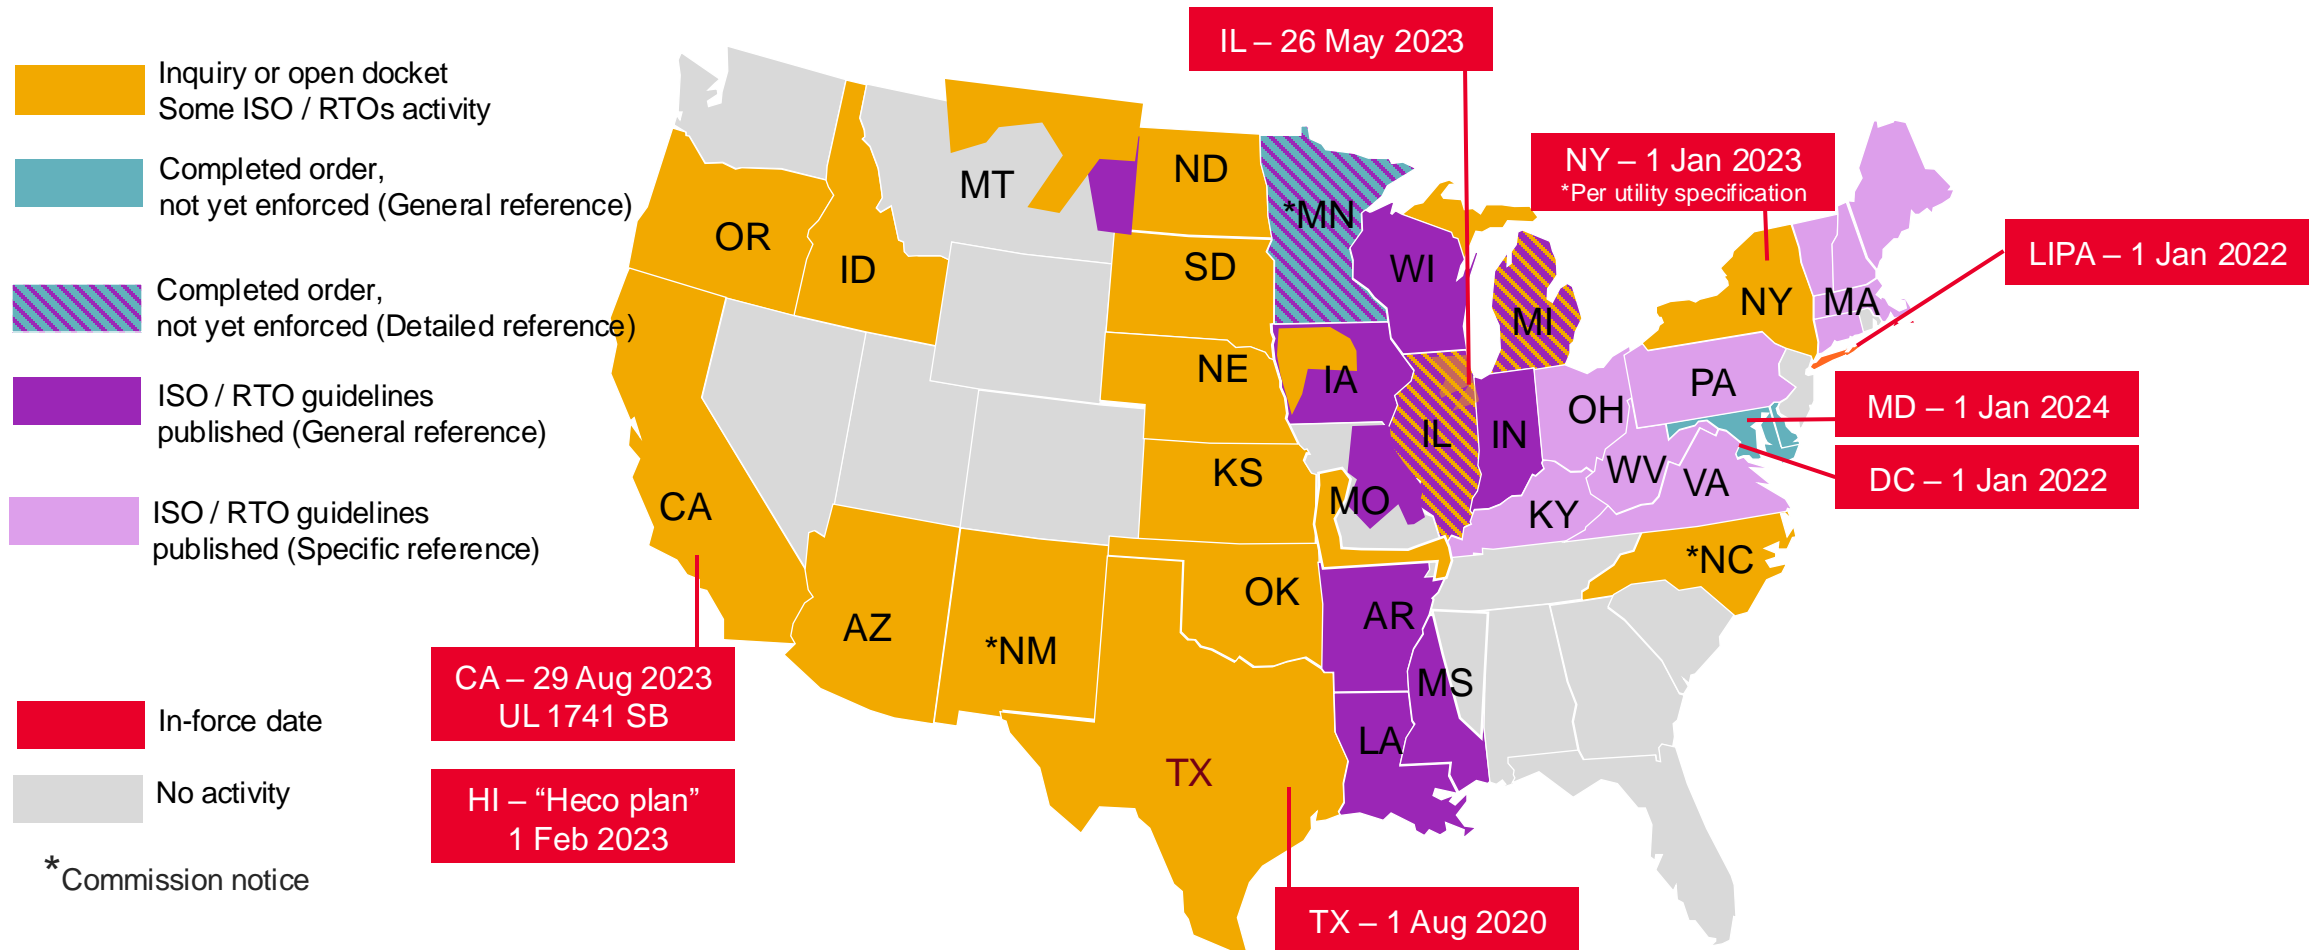 Inquiry or open docket
Some ISO / RTOs activity
Completed order,
not yet enforced (General reference)
Completed order,
not yet enforced (Detailed reference)
ISO / RTO guidelines
published (General reference)
ISO / RTO guidelines
published (Specific reference)
In-force date
No activity
*Commission notice
IL – 26 May 2023
NY – 1 Jan 2023
*Per utility specification
LIPA – 1 Jan 2022
MD – 1 Jan 2024
DC – 1 Jan 2022
CA – 29 Aug 2023
UL 1741 SB
HI – “Heco plan”
1 Feb 2023
TX – 1 Aug 2020
MT
ND
*MN
OR
ID
SD
WI
NY
MA
MI
NE
IA
PA
OH
IL
IN
KS
WV
VA
CA
MO
KY
*NC
OK
AR
AZ
*NM
MS
LA
TX